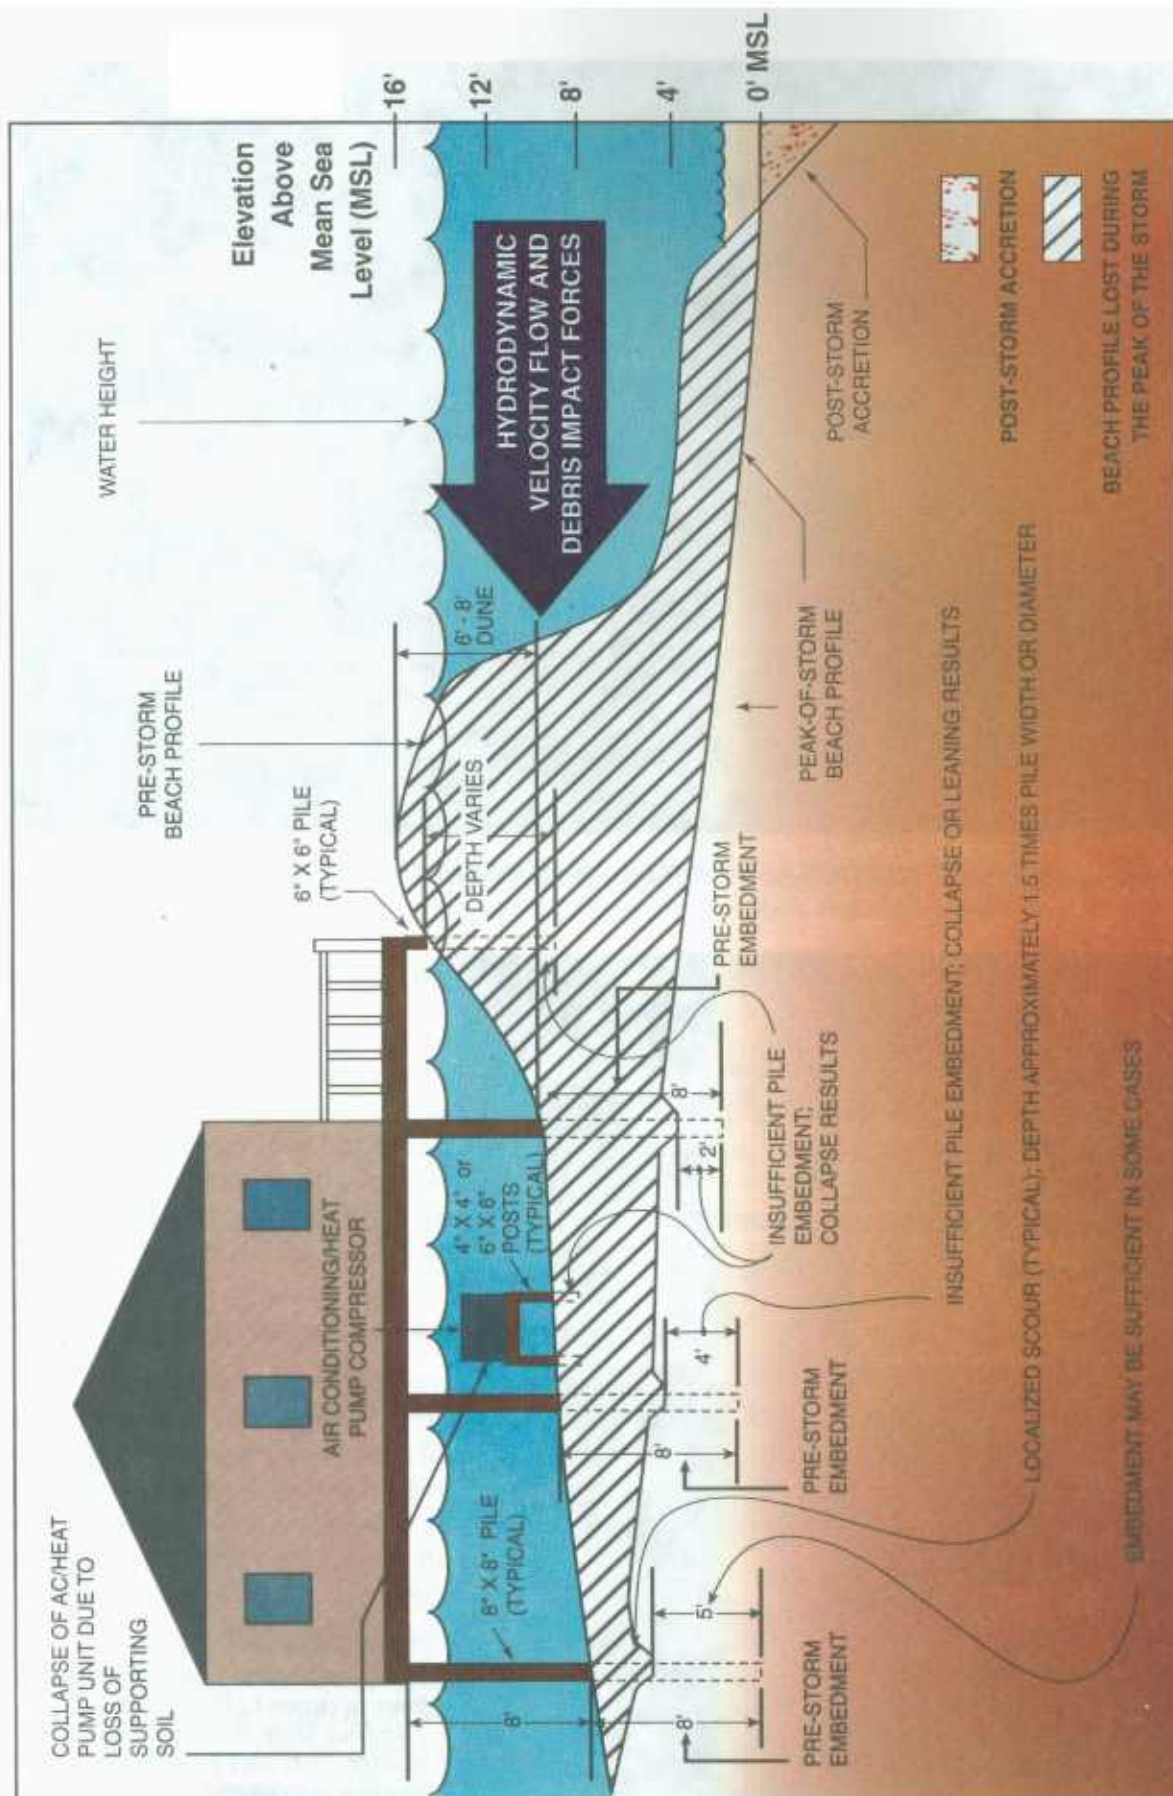 COLLAPSE OF AC/HEAT
PUMP UNIT DUE TO
LOSS OF
SUPPORTING
SOIL
AIR CONDITIONING/HEAT
PUMP COMPRESSOR
8" X 8" PILE
(TYPICAL)
4" X 4" or
6" X 6"
POSTS
(TYPICAL)
6" X 6" PILE
(TYPICAL)
PRE-STORM
BEACH PROFILE
WATER HEIGHT
Elevation
Above
Mean Sea
Level (MSL)
16'
12'
8'
4'
0' MSL
6' - 8'
DUNE
DEPTH VARIES
HYDRODYNAMIC
VELOCITY FLOW AND
DEBRIS IMPACT FORCES
8'
8'
5'
8'
4'
2'
8'
PRE-STORM
EMBEDMENT
PRE-STORM
EMBEDMENT
INSUFFICIENT PILE
EMBEDMENT;
COLLAPSE RESULTS
PRE-STORM
EMBEDMENT
PEAK-OF-STORM
BEACH PROFILE
POST-STORM
ACCRETION
INSUFFICIENT PILE EMBEDMENT; COLLAPSE OR LEANING RESULTS
LOCALIZED SCOUR (TYPICAL); DEPTH APPROXIMATELY 1.5 TIMES PILE WIDTH OR DIAMETER
EMBEDMENT MAY BE SUFFICIENT IN SOME CASES
POST-STORM ACCRETION
BEACH PROFILE LOST DURING
THE PEAK OF THE STORM